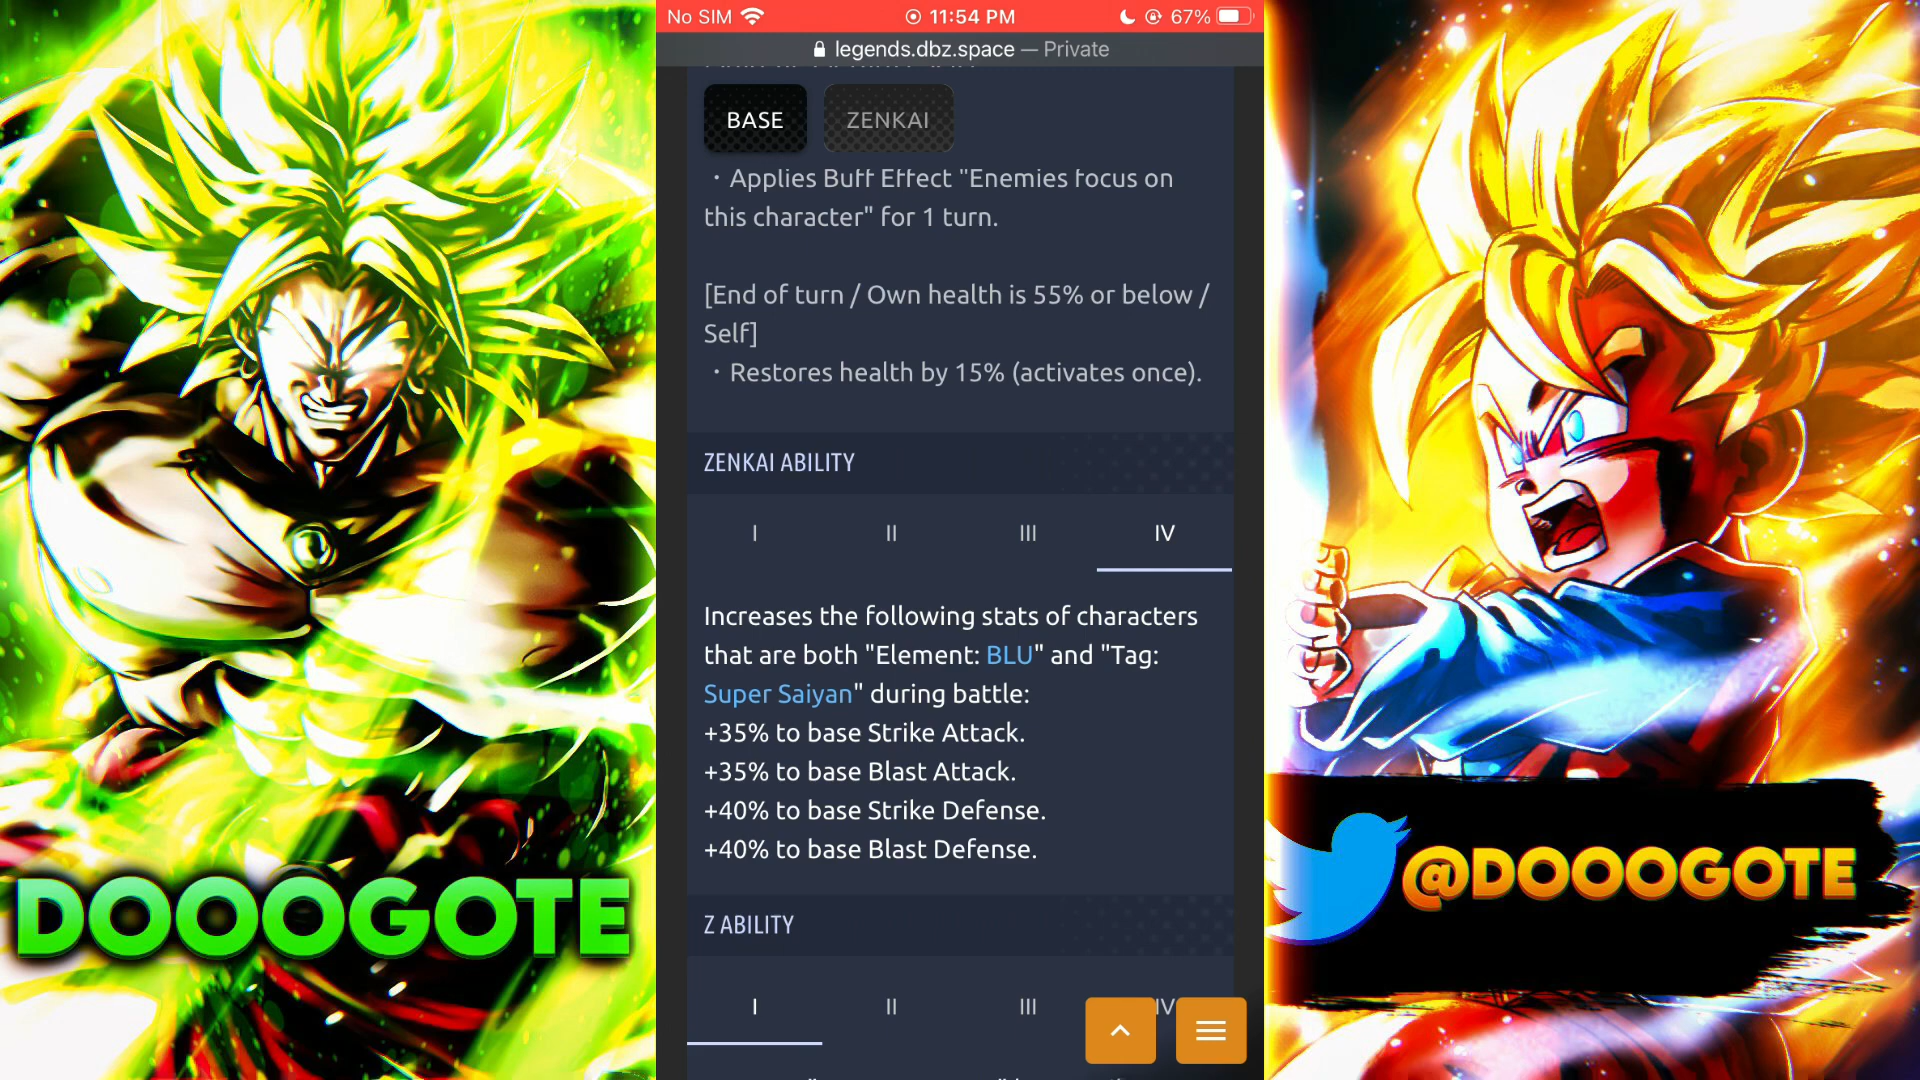 No SIM 11:54 PM 67%
legends.dbz.space — Private
BASE ZENKAI
・Applies Buff Effect "Enemies focus on
this character" for 1 turn.
[End of turn / Own health is 55% or below /
Self]
・Restores health by 15% (activates once).
ZENKAI ABILITY
I II III IV
Increases the following stats of characters
that are both "Element: BLU" and "Tag:
Super Saiyan" during battle:
+35% to base Strike Attack.
+35% to base Blast Attack.
+40% to base Strike Defense.
+40% to base Blast Defense.
Z ABILITY
I II III IV
DOOOGOTE
@DOOOGOTE